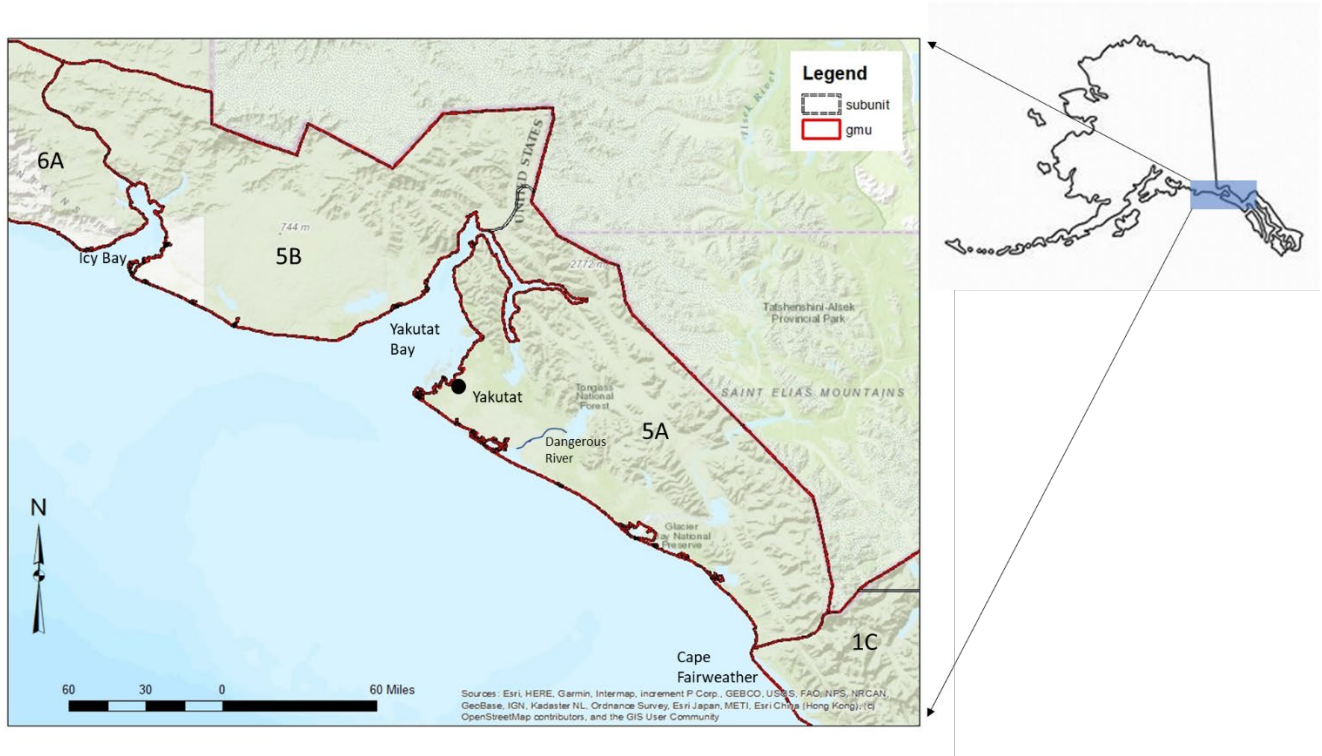 Legend
subunit
gmu
Alsek River
UNITED STATES
6A
744 m
5B
Icy Bay
2772 m
Tatshenshini-Alsek
Provincial Park
Yakutat
Bay
SAINT ELIAS MOUNTAINS
Yakutat
Tongass
National
Forest
5A
Dangerous
River
N
Glacier
Bay National
Preserve
1C
Cape
Fairweather
60 30 0 60 Miles
Sources: Esri, HERE, Garmin, Intermap, increment P Corp., GEBCO, USGS, FAO, NPS, NRCAN,
GeoBase, IGN, Kadaster NL, Ordnance Survey, Esri Japan, METI, Esri China (Hong Kong), (c)
OpenStreetMap contributors, and the GIS User Community